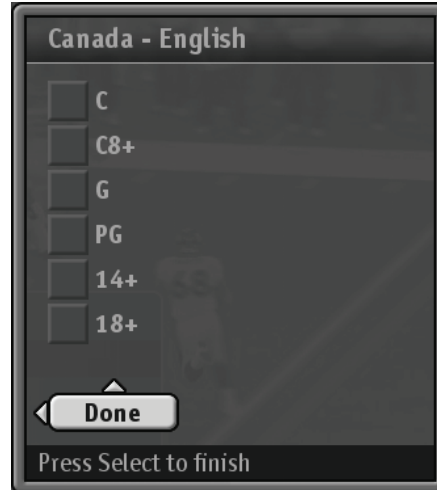 Canada - English
C
C8+
G
PG
14+
18+
Done
Press Select to finish